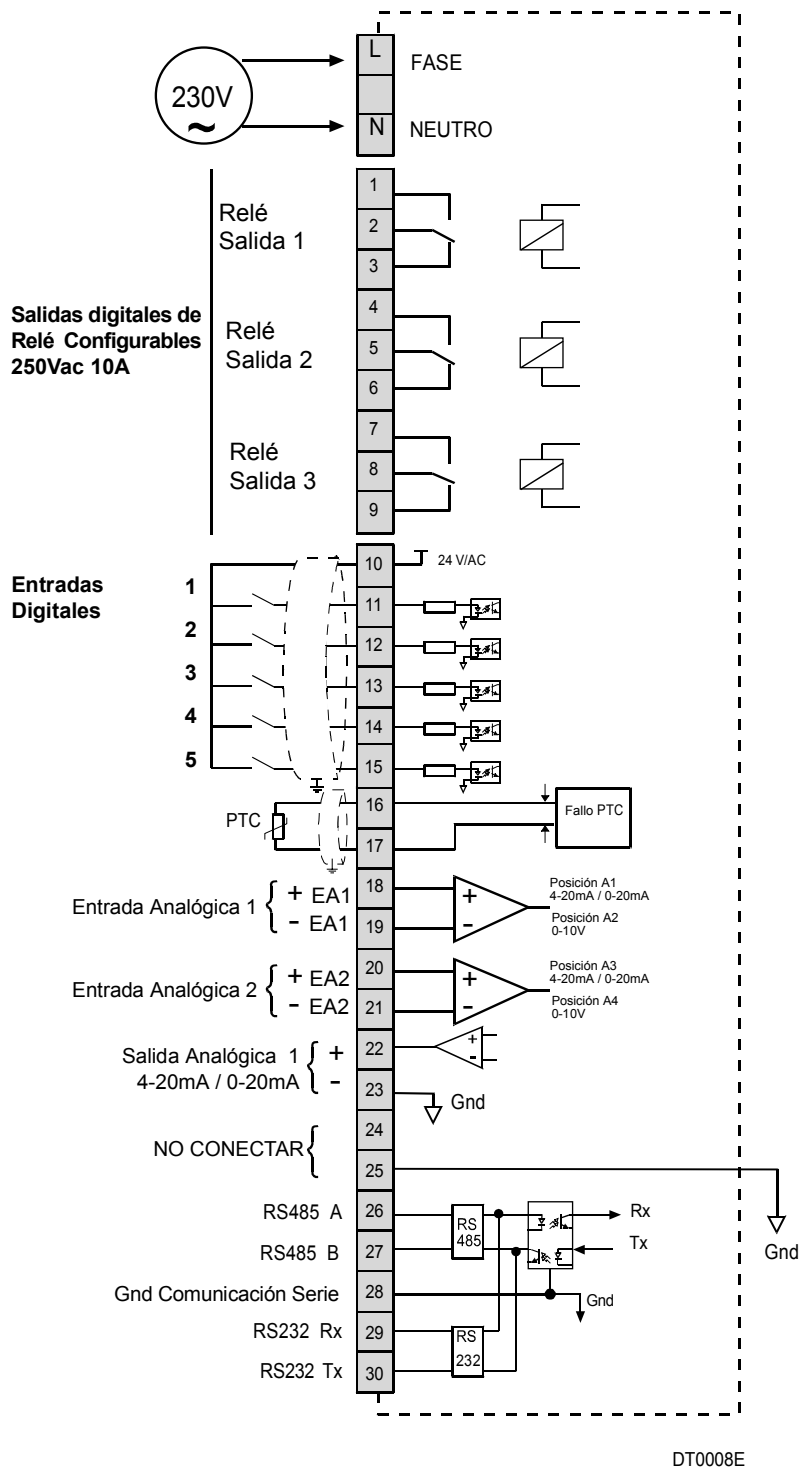 L
FASE
230V
~
N
NEUTRO
Relé
Salida 1
1
2
3
Salidas digitales de
Relé Configurables
250Vac 10A
Relé
Salida 2
4
5
6
Relé
Salida 3
7
8
9
Entradas
Digitales
10
24 V/AC
1
11
2
12
3
13
4
14
5
15
PTC
16
17
Fallo PTC
Entrada Analógica 1
+ EA1
- EA1
18
19
+
-
Posición A1
4-20mA / 0-20mA
Posición A2
0-10V
Entrada Analógica 2
+ EA2
- EA2
20
21
+
-
Posición A3
4-20mA / 0-20mA
Posición A4
0-10V
Salida Analógica 1
4-20mA / 0-20mA
+
-
22
23
+
-
Gnd
NO CONECTAR
24
25
Gnd
RS485 A
26
RS485 B
27
RS
485
Rx
Tx
Gnd Comunicación Serie
28
Gnd
RS232 Rx
29
RS232 Tx
30
RS
232
DT0008E